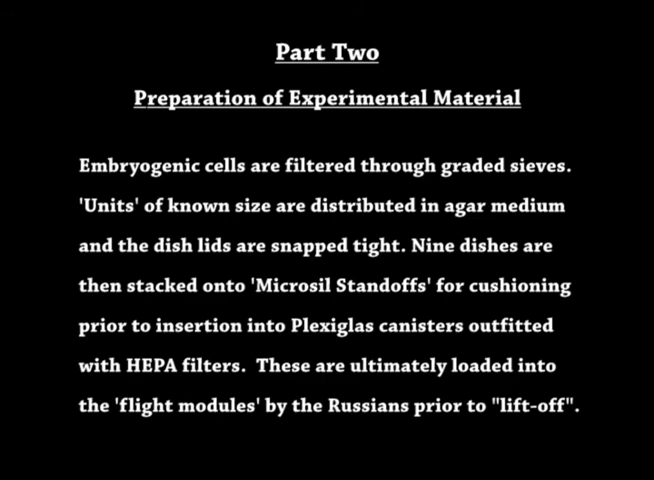 Part Two
Preparation of Experimental Material
Embryogenic cells are filtered through graded sieves.
'Units' of known size are distributed in agar medium
and the dish lids are snapped tight. Nine dishes are
then stacked onto 'Microsil Standoffs' for cushioning
prior to insertion into Plexiglas canisters outfitted
with HEPA filters.  These are ultimately loaded into
the 'flight modules' by the Russians prior to "lift-off".